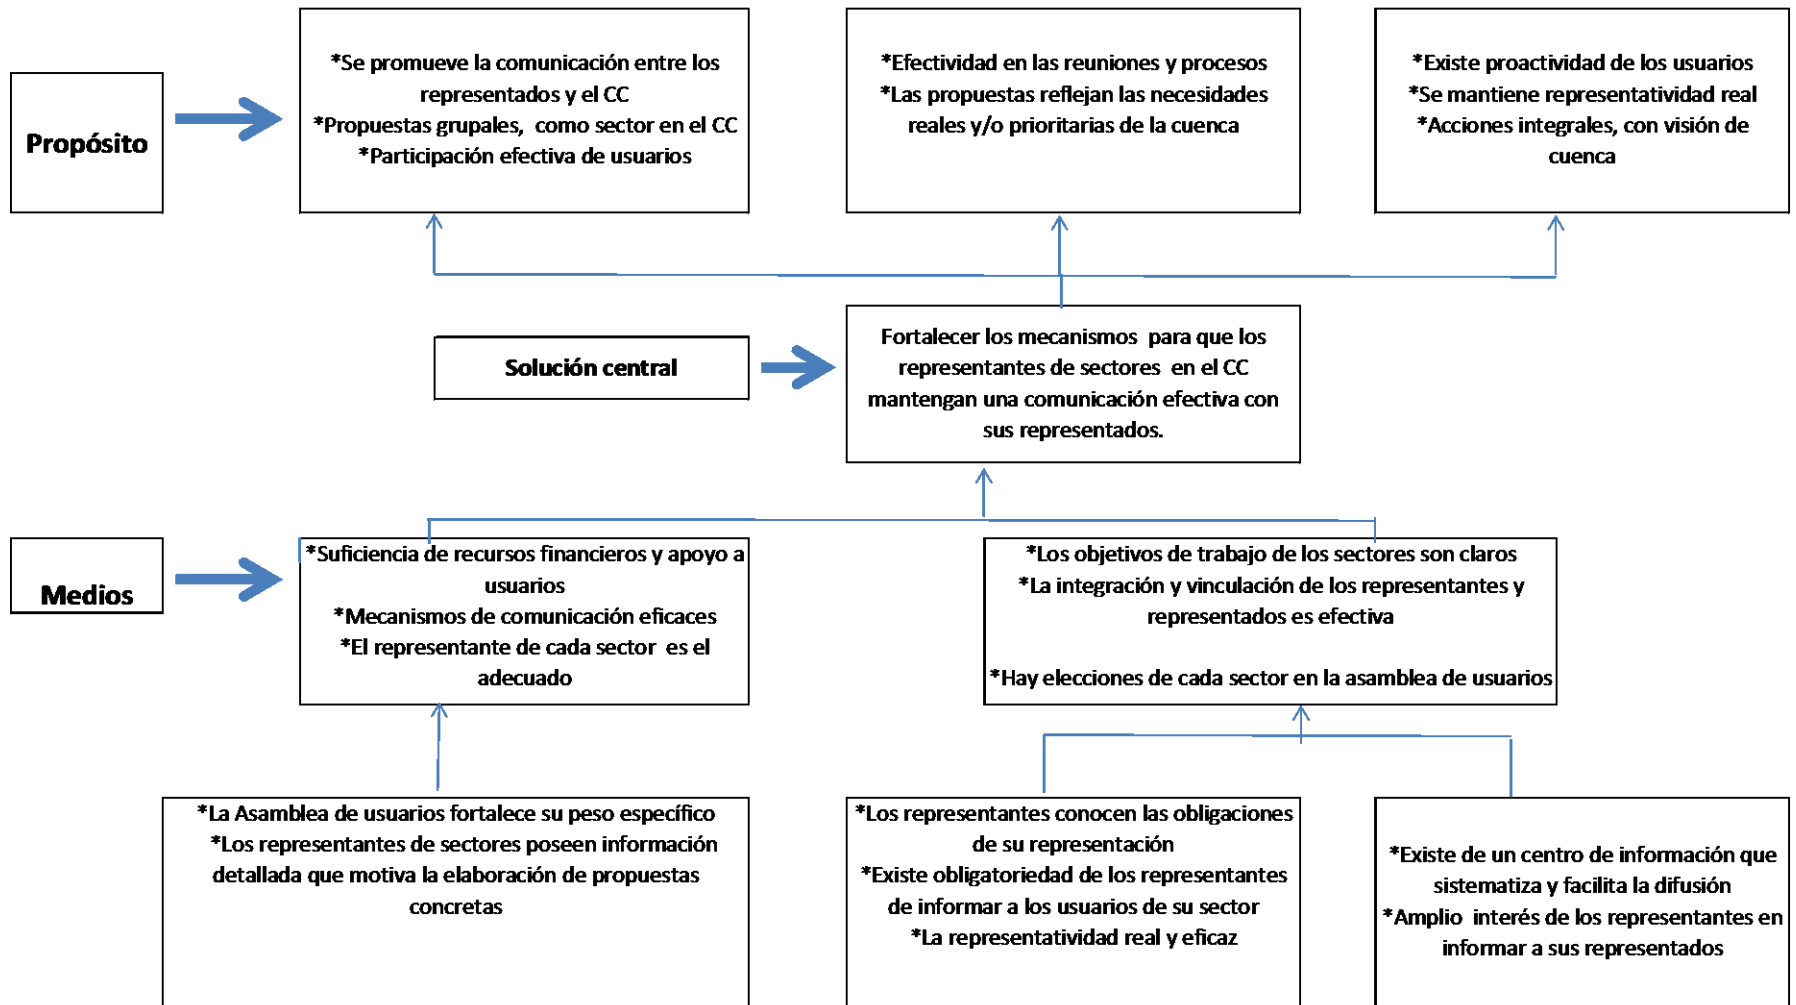 Propósito
*Se promueve la comunicación entre los
representados y el CC
*Propuestas grupales, como sector en el CC
*Participación efectiva de usuarios
*Efectividad en las reuniones y procesos
*Las propuestas reflejan las necesidades
reales y/o prioritarias de la cuenca
*Existe proactividad de los usuarios
*Se mantiene representatividad real
*Acciones integrales, con visión de
cuenca
Solución central
Fortalecer los mecanismos para que los
representantes de sectores en el CC
mantengan una comunicación efectiva con
sus representados.
Medios
*Suficiencia de recursos financieros y apoyo a
usuarios
*Mecanismos de comunicación eficaces
*El representante de cada sector es el
adecuado
*Los objetivos de trabajo de los sectores son claros
*La integración y vinculación de los representantes y
representados es efectiva
*Hay elecciones de cada sector en la asamblea de usuarios
*La Asamblea de usuarios fortalece su peso específico
*Los representantes de sectores poseen información
detallada que motiva la elaboración de propuestas
concretas
*Los representantes conocen las obligaciones
de su representación
*Existe obligatoriedad de los representantes
de informar a los usuarios de su sector
*La representatividad real y eficaz
*Existe de un centro de información que
sistematiza y facilita la difusión
*Amplio interés de los representantes en
informar a sus representados